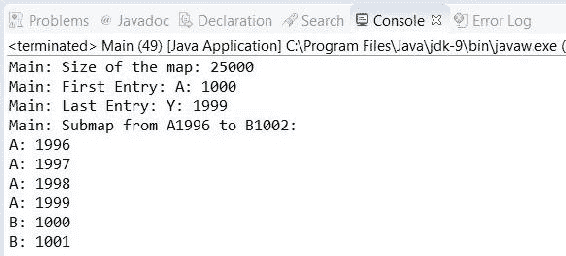 Problems @ Javadoc Declaration Search Console Error Log
<terminated> Main (49) [Java Application] C:\Program Files\Java\jdk-9\bin\javaw.exe (
Main: Size of the map: 25000
Main: First Entry: A: 1000
Main: Last Entry: Y: 1999
Main: Submap from A1996 to B1002:
A: 1996
A: 1997
A: 1998
A: 1999
B: 1000
B: 1001